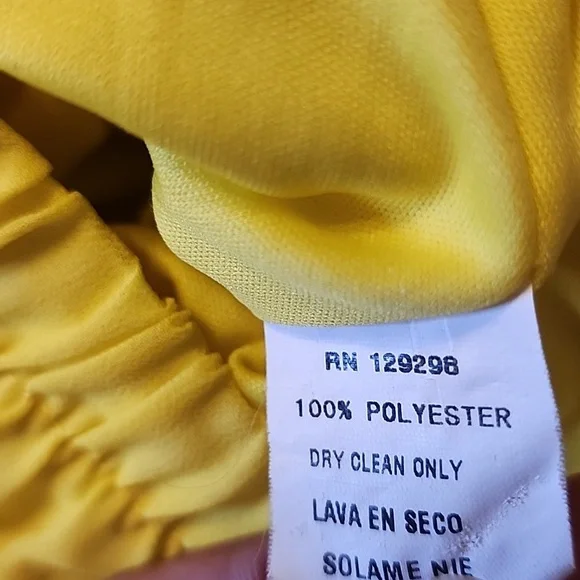 RN 129298
100% POLYESTER
DRY CLEAN ONLY
LAVA EN SECO
SOLAME NIE